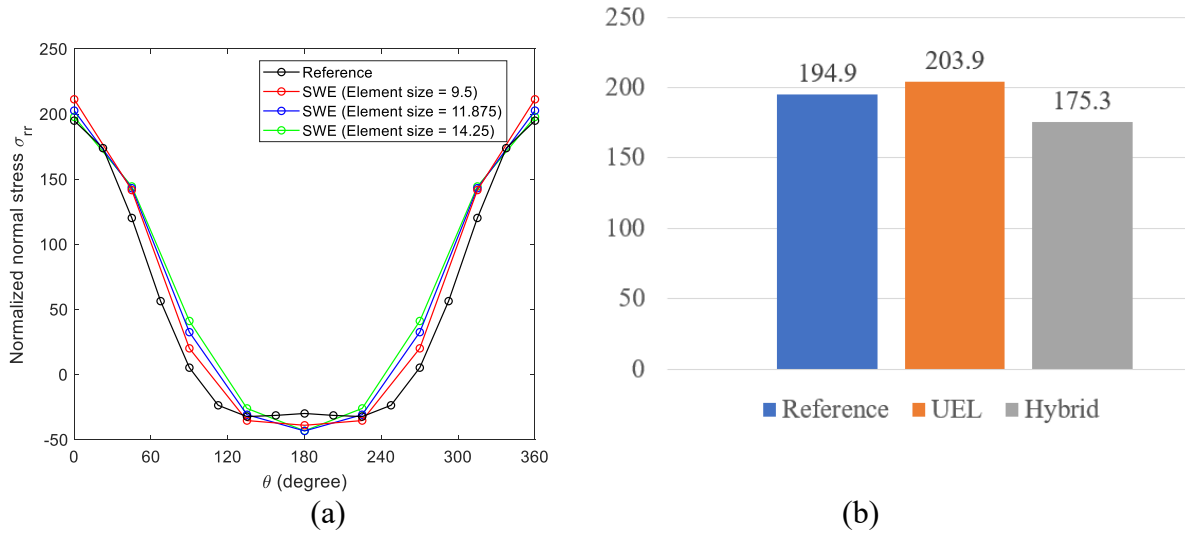 250
200
150
100
50
0
-50
Normalized normal stress σrr
0 60 120 180 240 300 360
θ (degree)
Reference
SWE (Element size = 9.5)
SWE (Element size = 11.875)
SWE (Element size = 14.25)
(a)
250
200
150
100
50
0
194.9
203.9
175.3
Reference UEL Hybrid
(b)